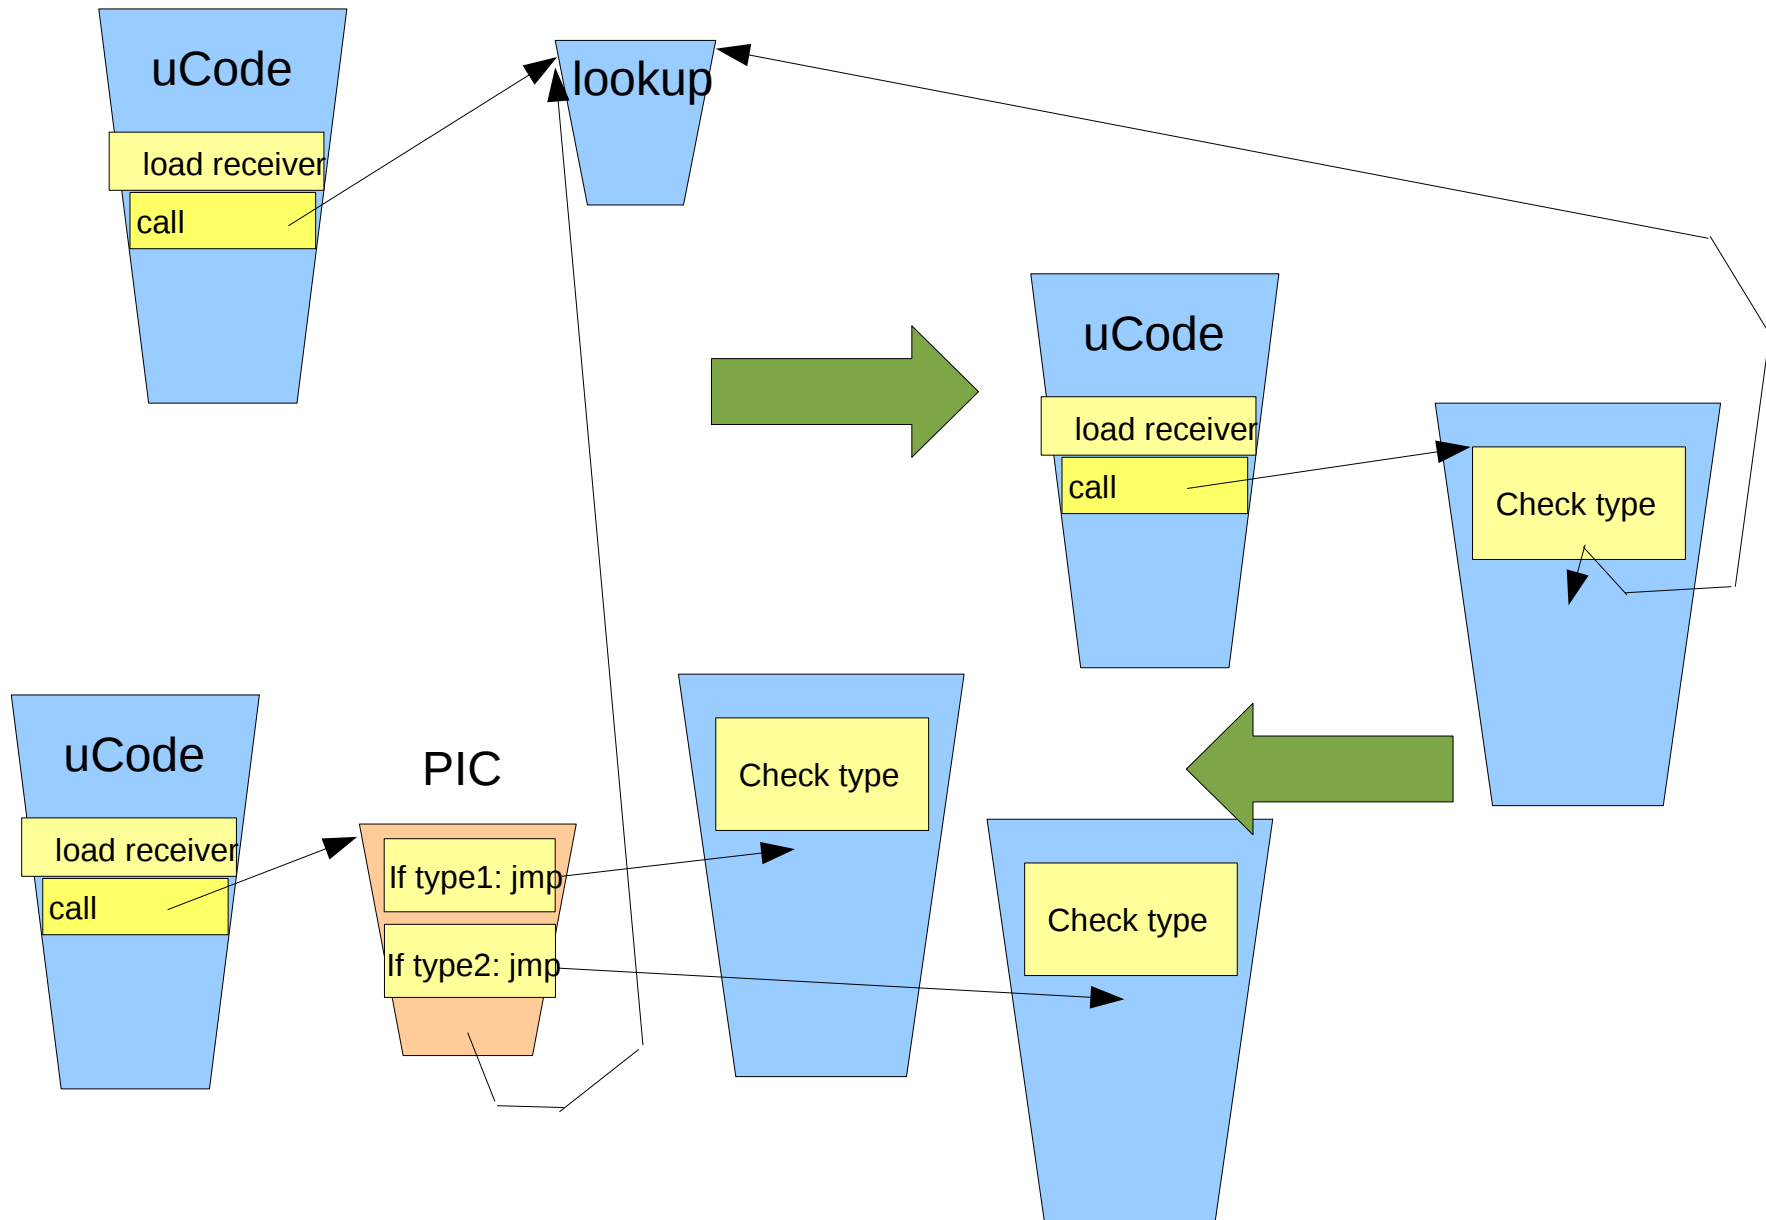 uCode
load receiver
call
lookup
uCode
load receiver
call
Check type
uCode
load receiver
call
PIC
If type1: jmp
If type2: jmp
Check type
Check type